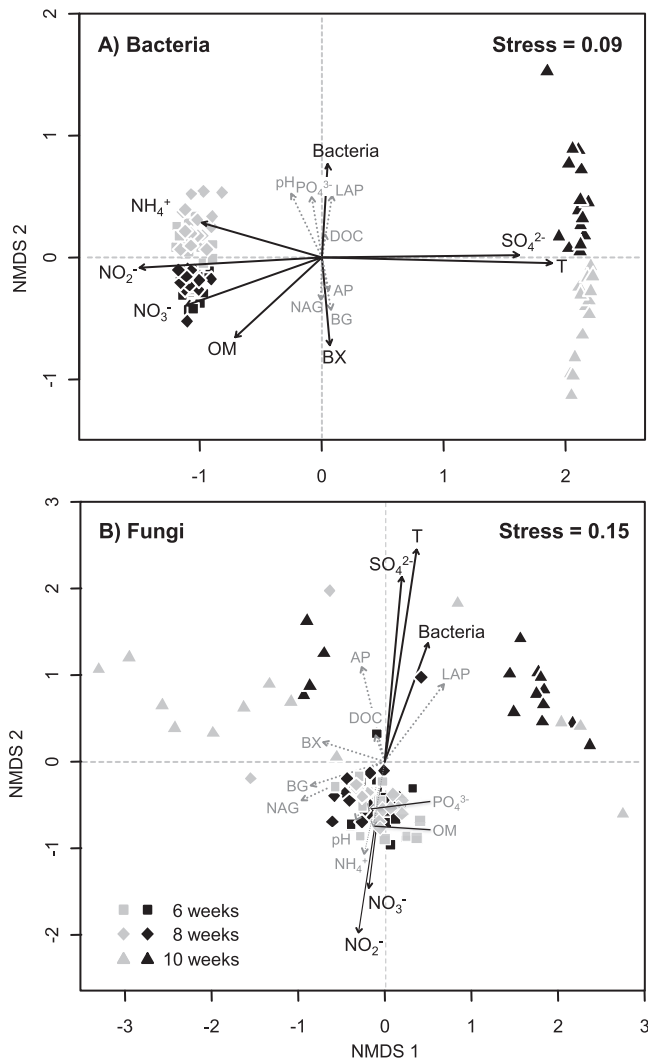 A) Bacteria Stress = 0.09
2
1
0
-1
NMDS 2
Bacteria
pH PO₄³⁻ LAP
NH₄⁺
DOC
SO₄²⁻
NO₂⁻
T
AP
NAG
NO₃⁻
BG
OM
BX
-1 0 1 2
B) Fungi Stress = 0.15
3
2
1
0
-1
-2
NMDS 2
T
SO₄²⁻
Bacteria
AP
LAP
DOC
BX
BG
NAG
PO₄³⁻
OM
pH
NH₄⁺
NO₃⁻
NO₂⁻
6 weeks
8 weeks
10 weeks
-3 -2 -1 0 1 2 3
NMDS 1